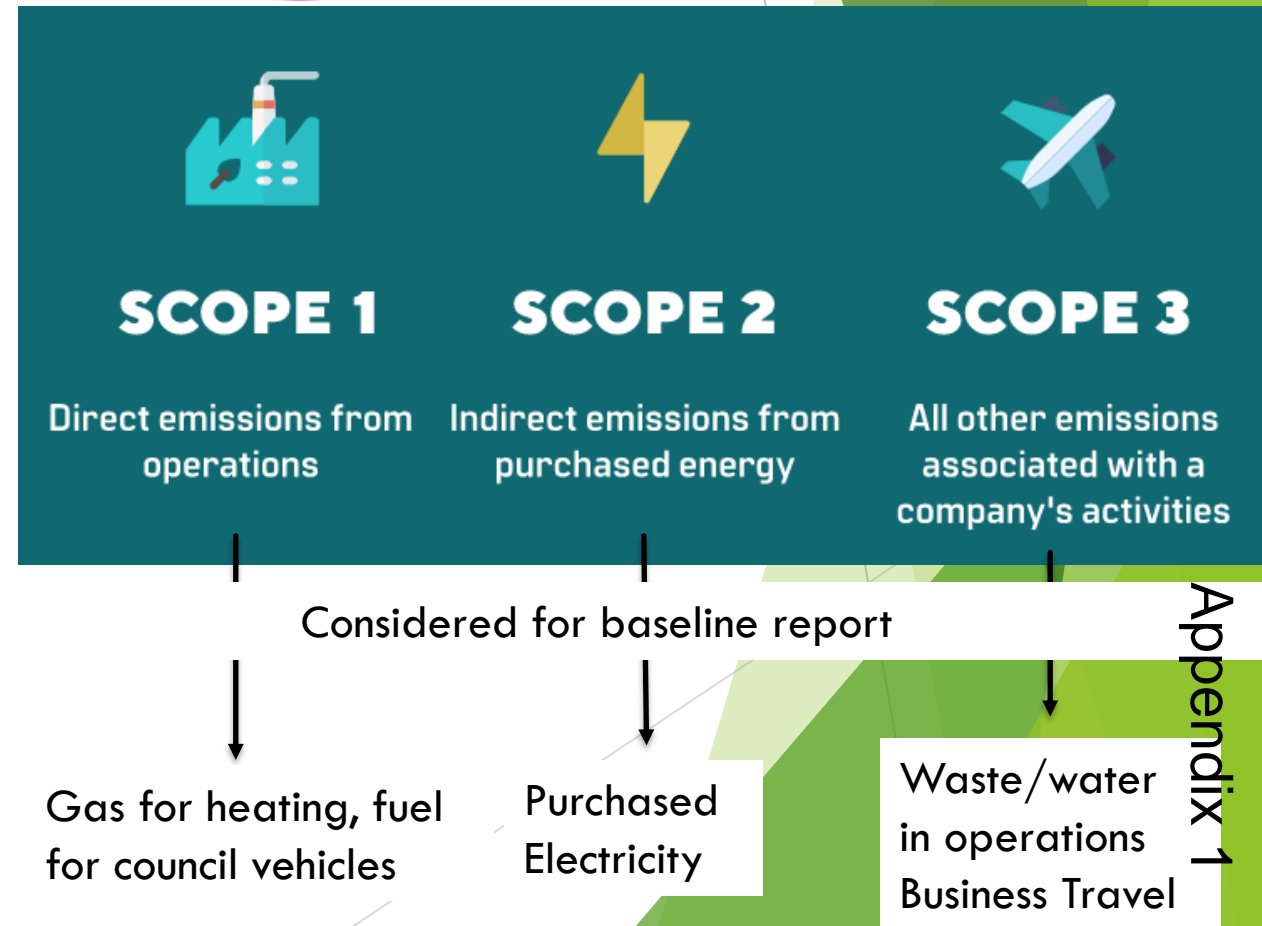 SCOPE 1
Direct emissions from
operations
SCOPE 2
Indirect emissions from
purchased energy
SCOPE 3
All other emissions
associated with a
company's activities
Considered for baseline report
Gas for heating, fuel
for council vehicles
Purchased
Electricity
Waste/water
in operations
Business Travel
Appendix 1